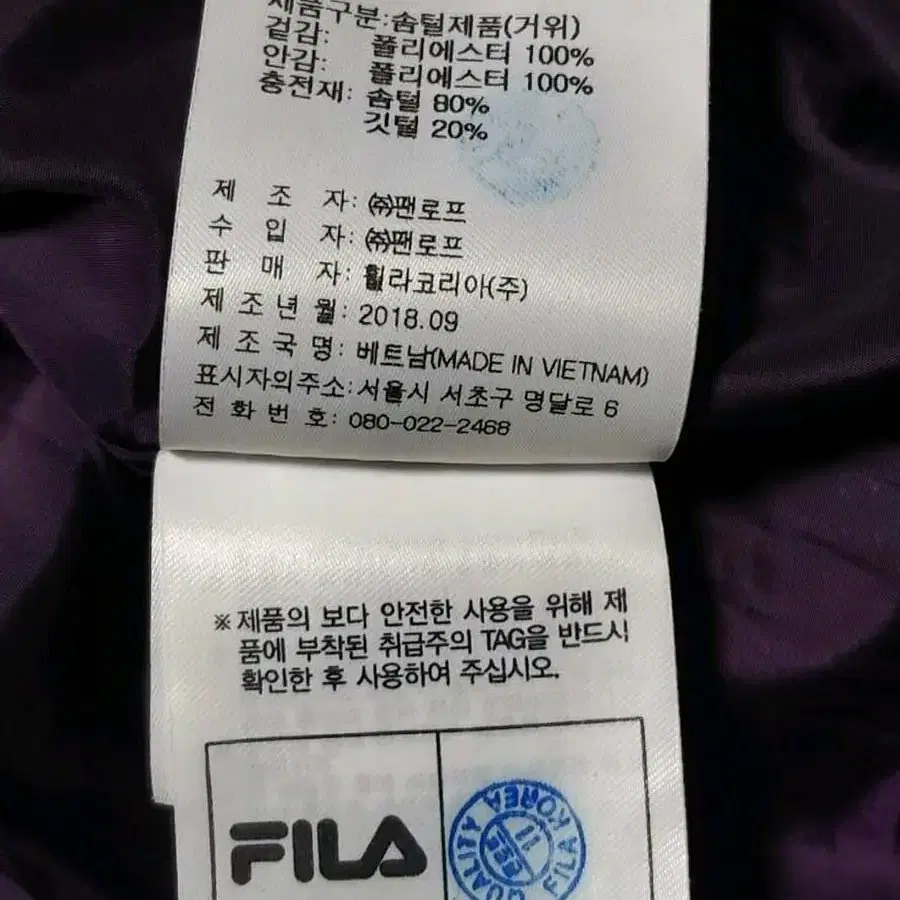 제품구분:솜털제품(거위)
겉감: 폴리에스터 100%
안감: 폴리에스터 100%
충전재: 솜털 80%
깃털 20%
제 조 자: ㈜팬로프
수 입 자: ㈜팬로프
판 매 자: 휠라코리아(주)
제 조 년 월: 2018.09
제 조 국 명: 베트남(MADE IN VIETNAM)
표시자의주소:서울시 서초구 명달로 6
전 화 번 호: 080-022-2468
※ 제품의 보다 안전한 사용을 위해 제
품에 부착된 취급주의 TAG을 반드시
확인한 후 사용하여 주십시오.
FILA
FILA KOREA QUALITY
11